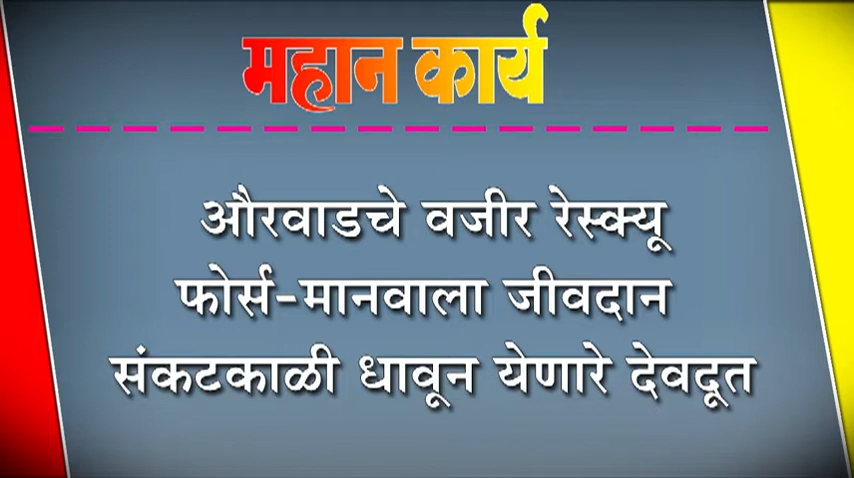 महान कार्य
औरवाडचे वजीर रेस्क्यू
फोर्स-मानवाला जीवदान
संकटकाळी धावून येणारे देवदूत